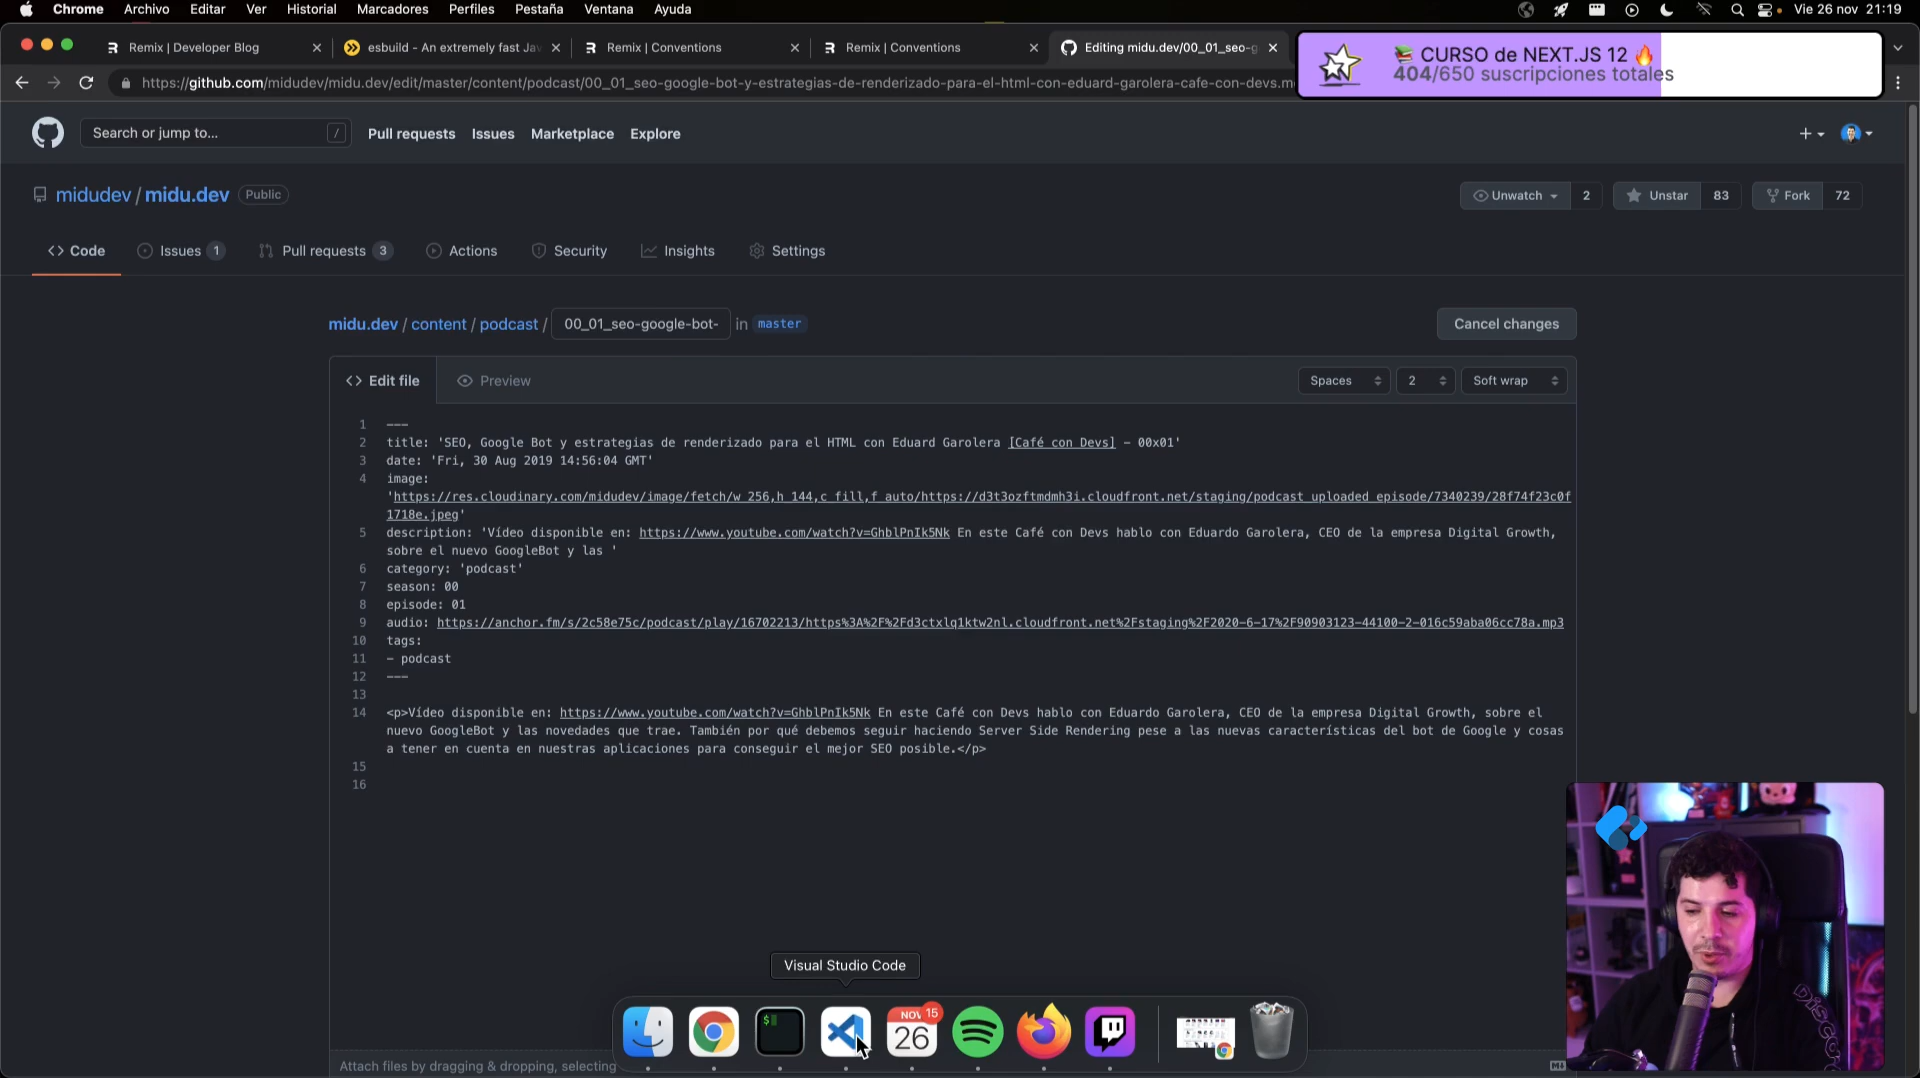 Chrome Archivo Editar Ver Historial Marcadores Perfiles Pestaña Ventana Ayuda
Vie 26 nov 21:19
Remix | Developer Blog
esbuild - An extremely fast Jav
Remix | Conventions
Remix | Conventions
Editing midu.dev/00_01_seo-g
https://github.com/midudev/midu.dev/edit/master/content/podcast/00_01_seo-google-bot-y-estrategias-de-renderizado-para-el-html-con-eduard-garolera-cafe-con-devs.m
CURSO de NEXT.JS 12
404/650 suscripciones totales
Search or jump to... /
Pull requests Issues Marketplace Explore
midudev / midu.dev Public
Unwatch 2 Unstar 83 Fork 72
Code Issues 1 Pull requests 3 Actions Security Insights Settings
midu.dev / content / podcast / 00_01_seo-google-bot- in master
Cancel changes
<> Edit file Preview
Spaces 2 Soft wrap
1 ---
2 title: 'SEO, Google Bot y estrategias de renderizado para el HTML con Eduard Garolera [Café con Devs] - 00x01'
3 date: 'Fri, 30 Aug 2019 14:56:04 GMT'
4 image:
'https://res.cloudinary.com/midudev/image/fetch/w_256,h_144,c_fill,f_auto/https://d3t3ozftmdmh3i.cloudfront.net/staging/podcast_uploaded_episode/7340239/28f74f23c0f
1718e.jpeg'
5 description: 'Vídeo disponible en: https://www.youtube.com/watch?v=GhblPnIk5Nk En este Café con Devs hablo con Eduardo Garolera, CEO de la empresa Digital Growth,
sobre el nuevo GoogleBot y las '
6 category: 'podcast'
7 season: 00
8 episode: 01
9 audio: https://anchor.fm/s/2c58e75c/podcast/play/16702213/https%3A%2F%2Fd3ctxlq1ktw2nl.cloudfront.net%2Fstaging%2F2020-6-17%2F90903123-44100-2-016c59aba06cc78a.mp3
10 tags:
11 - podcast
12 ---
13
14 <p>Vídeo disponible en: https://www.youtube.com/watch?v=GhblPnIk5Nk En este Café con Devs hablo con Eduardo Garolera, CEO de la empresa Digital Growth, sobre el
nuevo GoogleBot y las novedades que trae. También por qué debemos seguir haciendo Server Side Rendering pese a las nuevas características del bot de Google y cosas
a tener en cuenta en nuestras aplicaciones para conseguir el mejor SEO posible.</p>
15
16
Visual Studio Code
NOV 15
26
Attach files by dragging & dropping, selecting